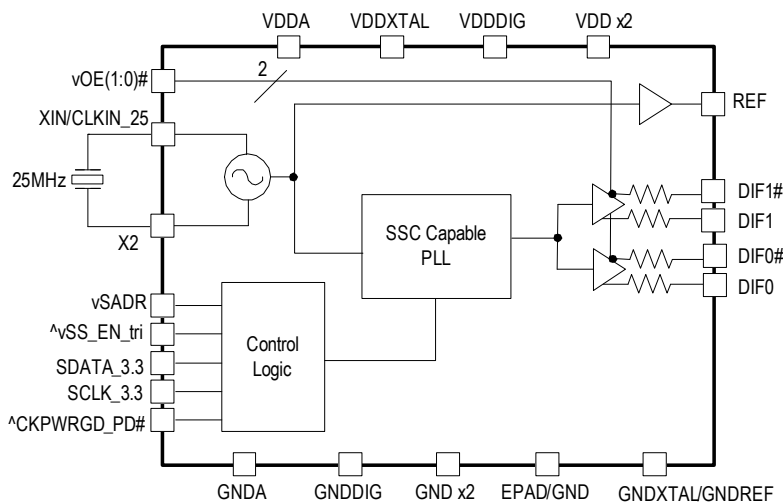 VDDA
VDDXTAL
VDDDIG
VDD x2
vOE(1:0)#
2
XIN/CLKIN_25
REF
25MHz
DIF1#
DIF1
DIF0#
DIF0
SSC Capable
PLL
X2
vSADR
^vSS_EN_tri
SDATA_3.3
SCLK_3.3
^CKPWRGD_PD#
Control
Logic
GNDA
GNDDIG
GND x2
EPAD/GND
GNDXTAL/GNDREF